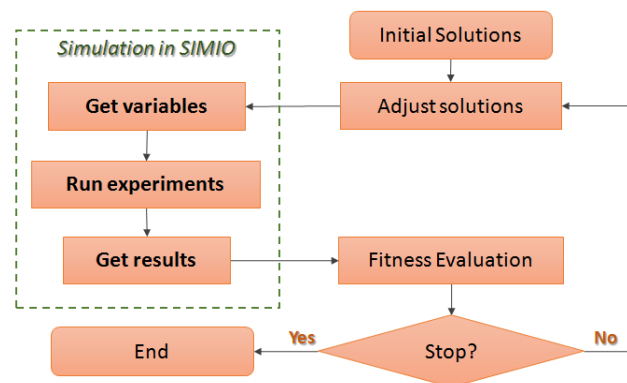 Simulation in SIMIO
Initial Solutions
Get variables
Adjust solutions
Run experiments
Get results
Fitness Evaluation
End
Yes
Stop?
No